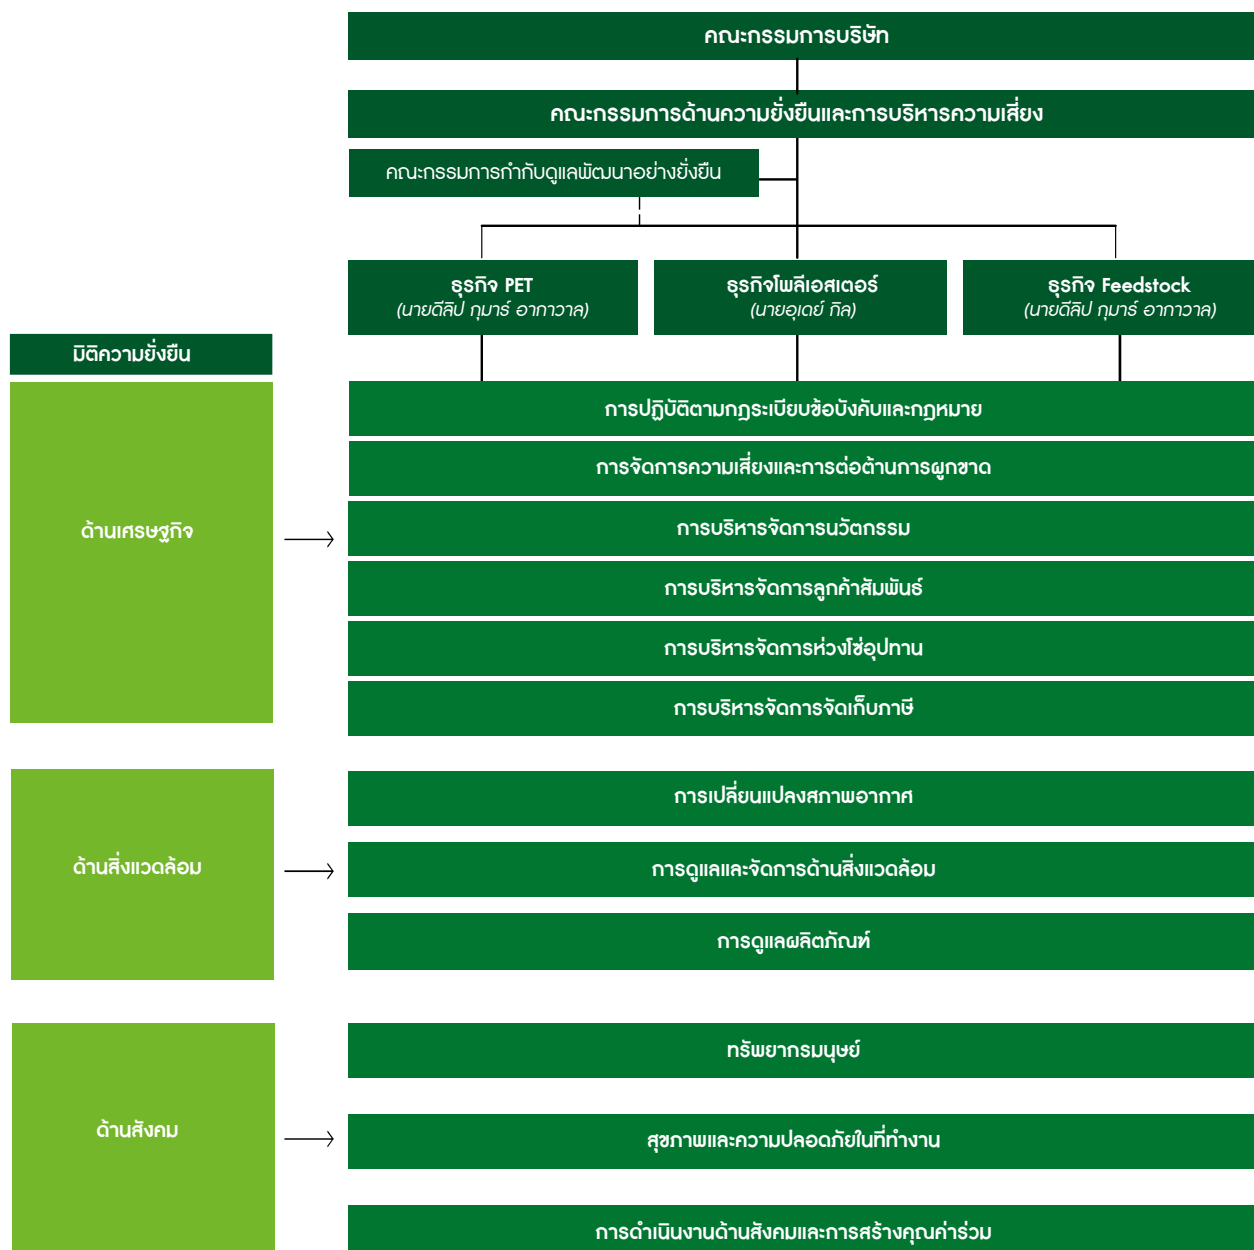 คณะกรรมการบริษัท
คณะกรรมการด้านความยั่งยืนและการบริหารความเสี่ยง
คณะกรรมการกำกับดูแลพัฒนาอย่างยั่งยืน
ธุรกิจ PET
(นายดีลิป กุมาร์ อากาวาล)
ธุรกิจโพลีเอสเตอร์
(นายอุเดย์ กิล)
ธุรกิจ Feedstock
(นายดีลิป กุมาร์ อากาวาล)
มิติความยั่งยืน
ด้านเศรษฐกิจ
การปฏิบัติตามกฎระเบียบข้อบังคับและกฎหมาย
การจัดการความเสี่ยงและการต่อต้านการผูกขาด
การบริหารจัดการนวัตกรรม
การบริหารจัดการลูกค้าสัมพันธ์
การบริหารจัดการห่วงโซ่อุปทาน
การบริหารจัดการจัดเก็บภาษี
ด้านสิ่งแวดล้อม
การเปลี่ยนแปลงสภาพอากาศ
การดูแลและจัดการด้านสิ่งแวดล้อม
การดูแลผลิตภัณฑ์
ด้านสังคม
ทรัพยากรมนุษย์
สุขภาพและความปลอดภัยในที่ทำงาน
การดำเนินงานด้านสังคมและการสร้างคุณค่าร่วม